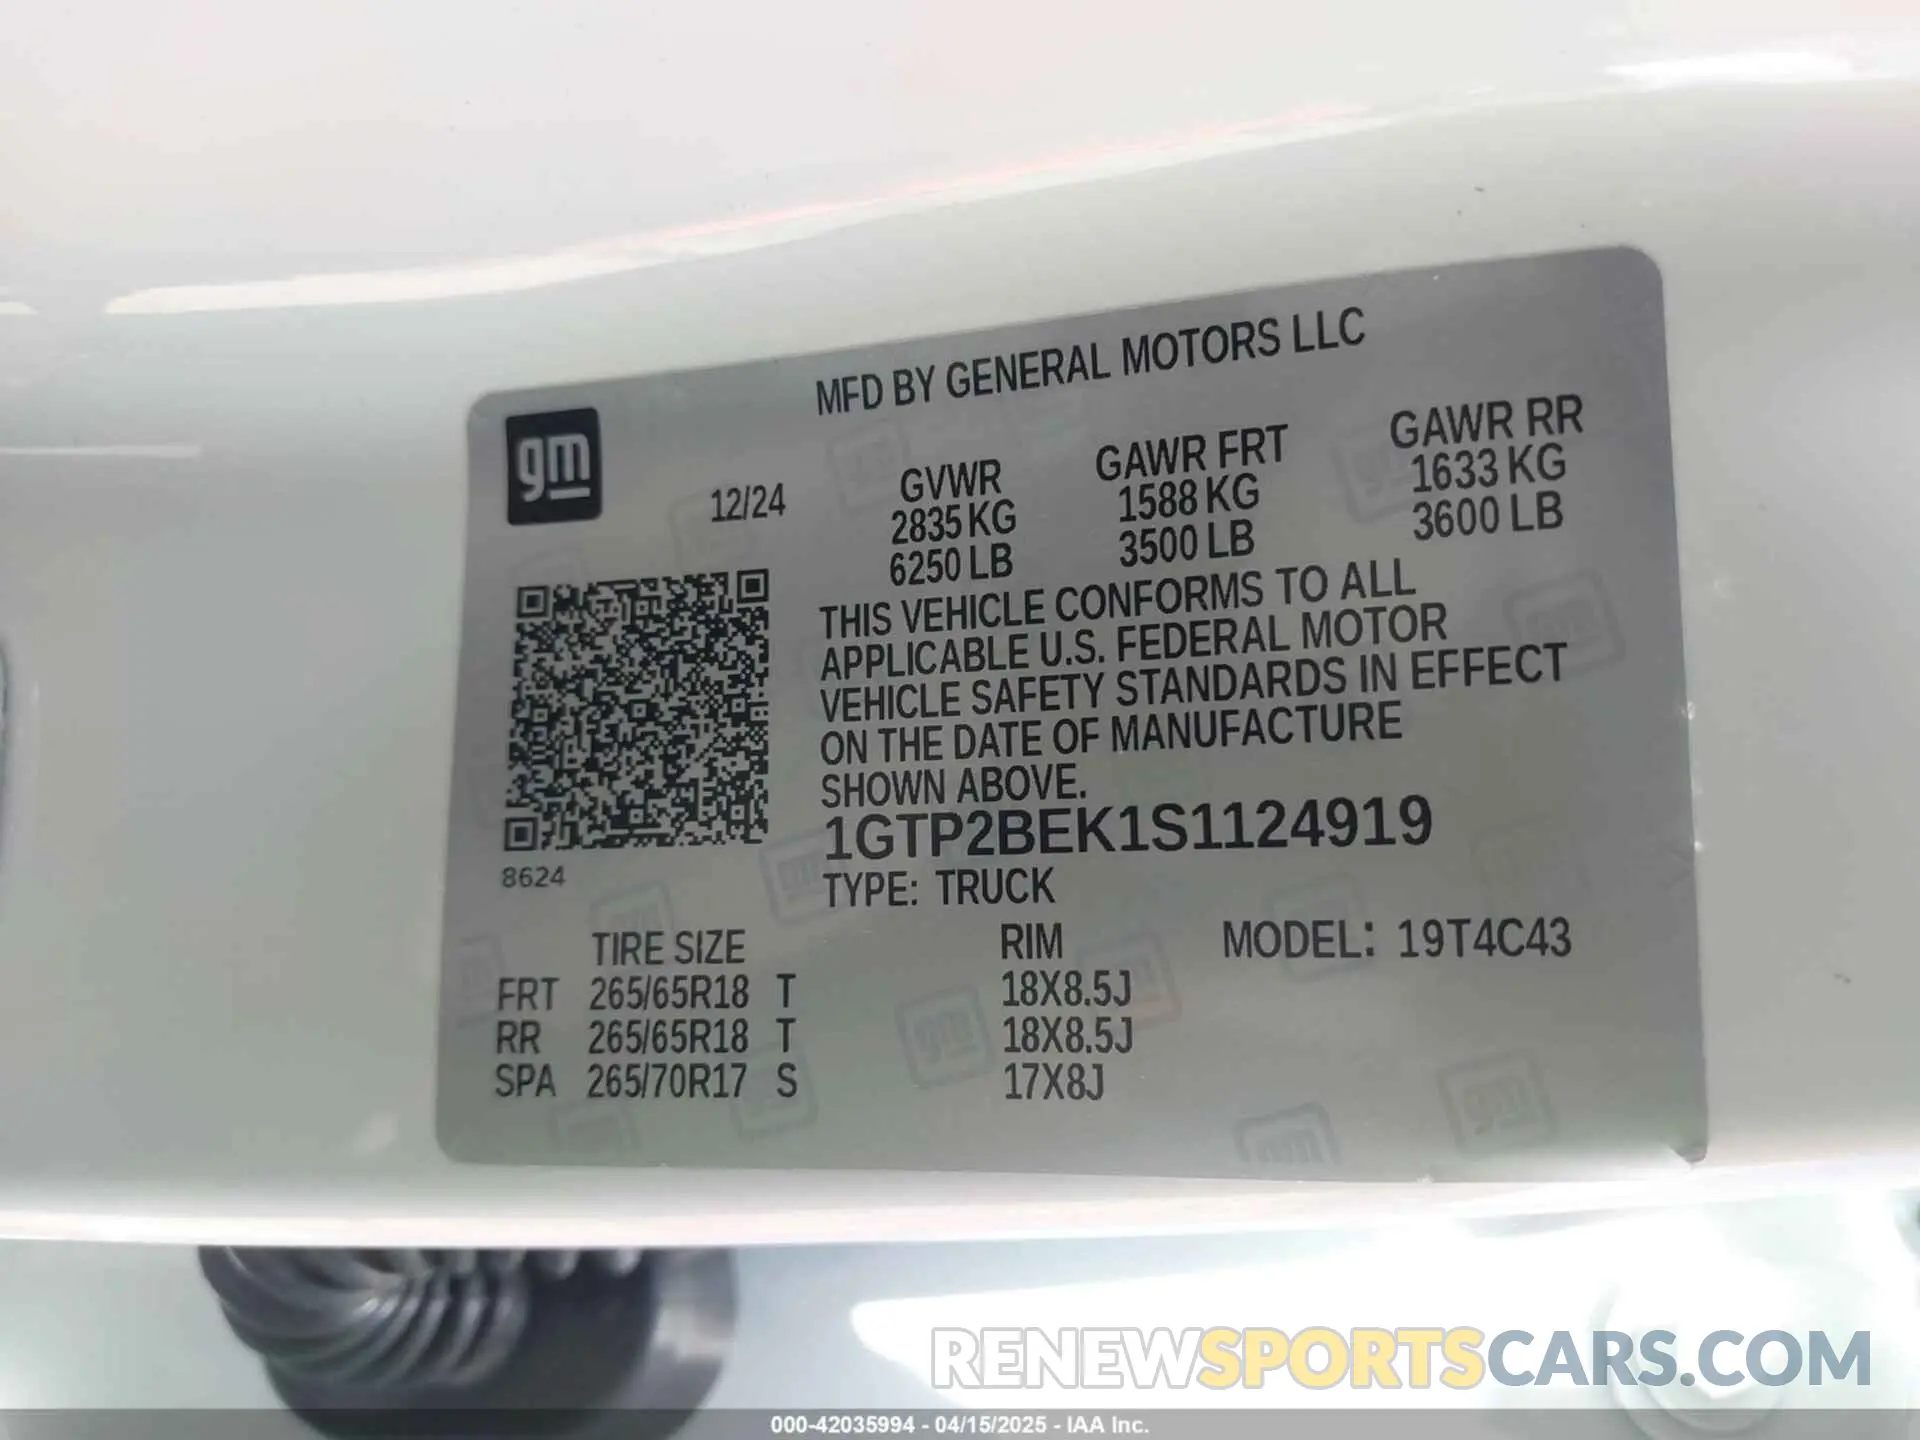 MFD BY GENERAL MOTORS LLC
gm
12/24
GVWR
2835 KG
6250 LB
GAWR FRT
1588 KG
3500 LB
GAWR RR
1633 KG
3600 LB
THIS VEHICLE CONFORMS TO ALL
APPLICABLE U.S. FEDERAL MOTOR
VEHICLE SAFETY STANDARDS IN EFFECT
ON THE DATE OF MANUFACTURE
SHOWN ABOVE.
1GTP2BEK1S1124919
8624
TYPE: TRUCK
TIRE SIZE RIM MODEL: 19T4C43
FRT 265/65R18 T 18X8.5J
RR 265/65R18 T 18X8.5J
SPA 265/70R17 S 17X8J
RENEWSPORTSCARS.COM
000-42035994 - 04/15/2025 - IAA Inc.